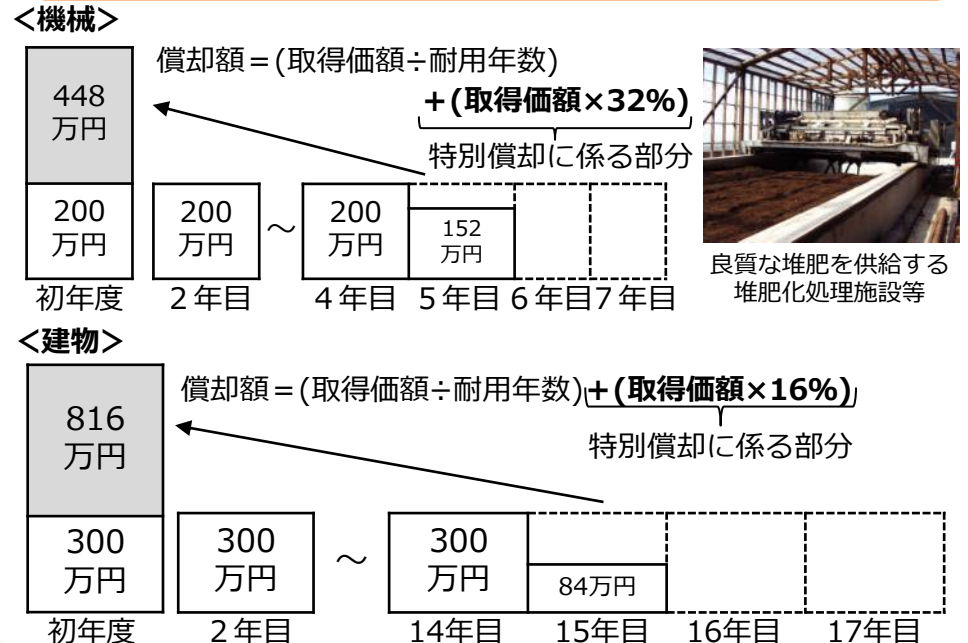 ＜機械＞
償却額＝(取得価額÷耐用年数)
＋(取得価額×32%)
特別償却に係る部分
448
万円
200
万円
200
万円
～
200
万円
152
万円
初年度
２年目
４年目
５年目
６年目
７年目
良質な堆肥を供給する
堆肥化処理施設等
＜建物＞
償却額＝(取得価額÷耐用年数)＋(取得価額×16%)
特別償却に係る部分
816
万円
300
万円
300
万円
～
300
万円
84万円
初年度
２年目
14年目
15年目
16年目
17年目